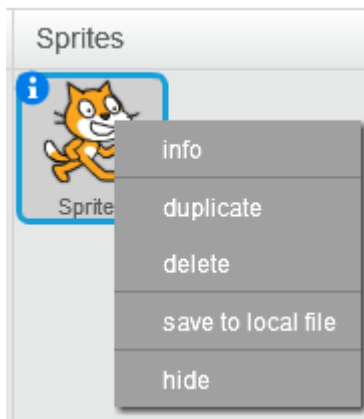 Sprites
i
Sprite
info
duplicate
delete
save to local file
hide